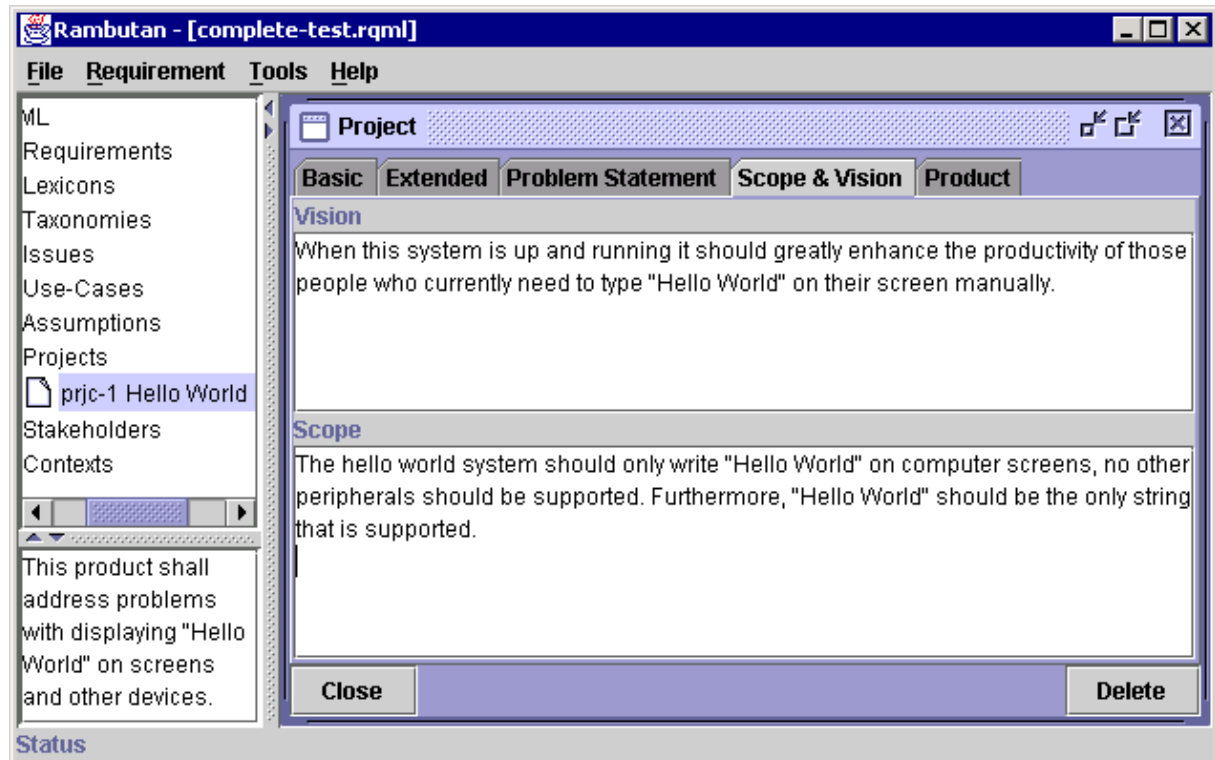 Rambutan - [complete-test.rqml]
File Requirement Tools Help
ML
Requirements
Lexicons
Taxonomies
Issues
Use-Cases
Assumptions
Projects
prjc-1 Hello World
Stakeholders
Contexts
This product shall
address problems
with displaying "Hello
World" on screens
and other devices.
Project
Basic Extended Problem Statement Scope & Vision Product
Vision
When this system is up and running it should greatly enhance the productivity of those
people who currently need to type "Hello World" on their screen manually.
Scope
The hello world system should only write "Hello World" on computer screens, no other
peripherals should be supported. Furthermore, "Hello World" should be the only string
that is supported.
Close Delete
Status